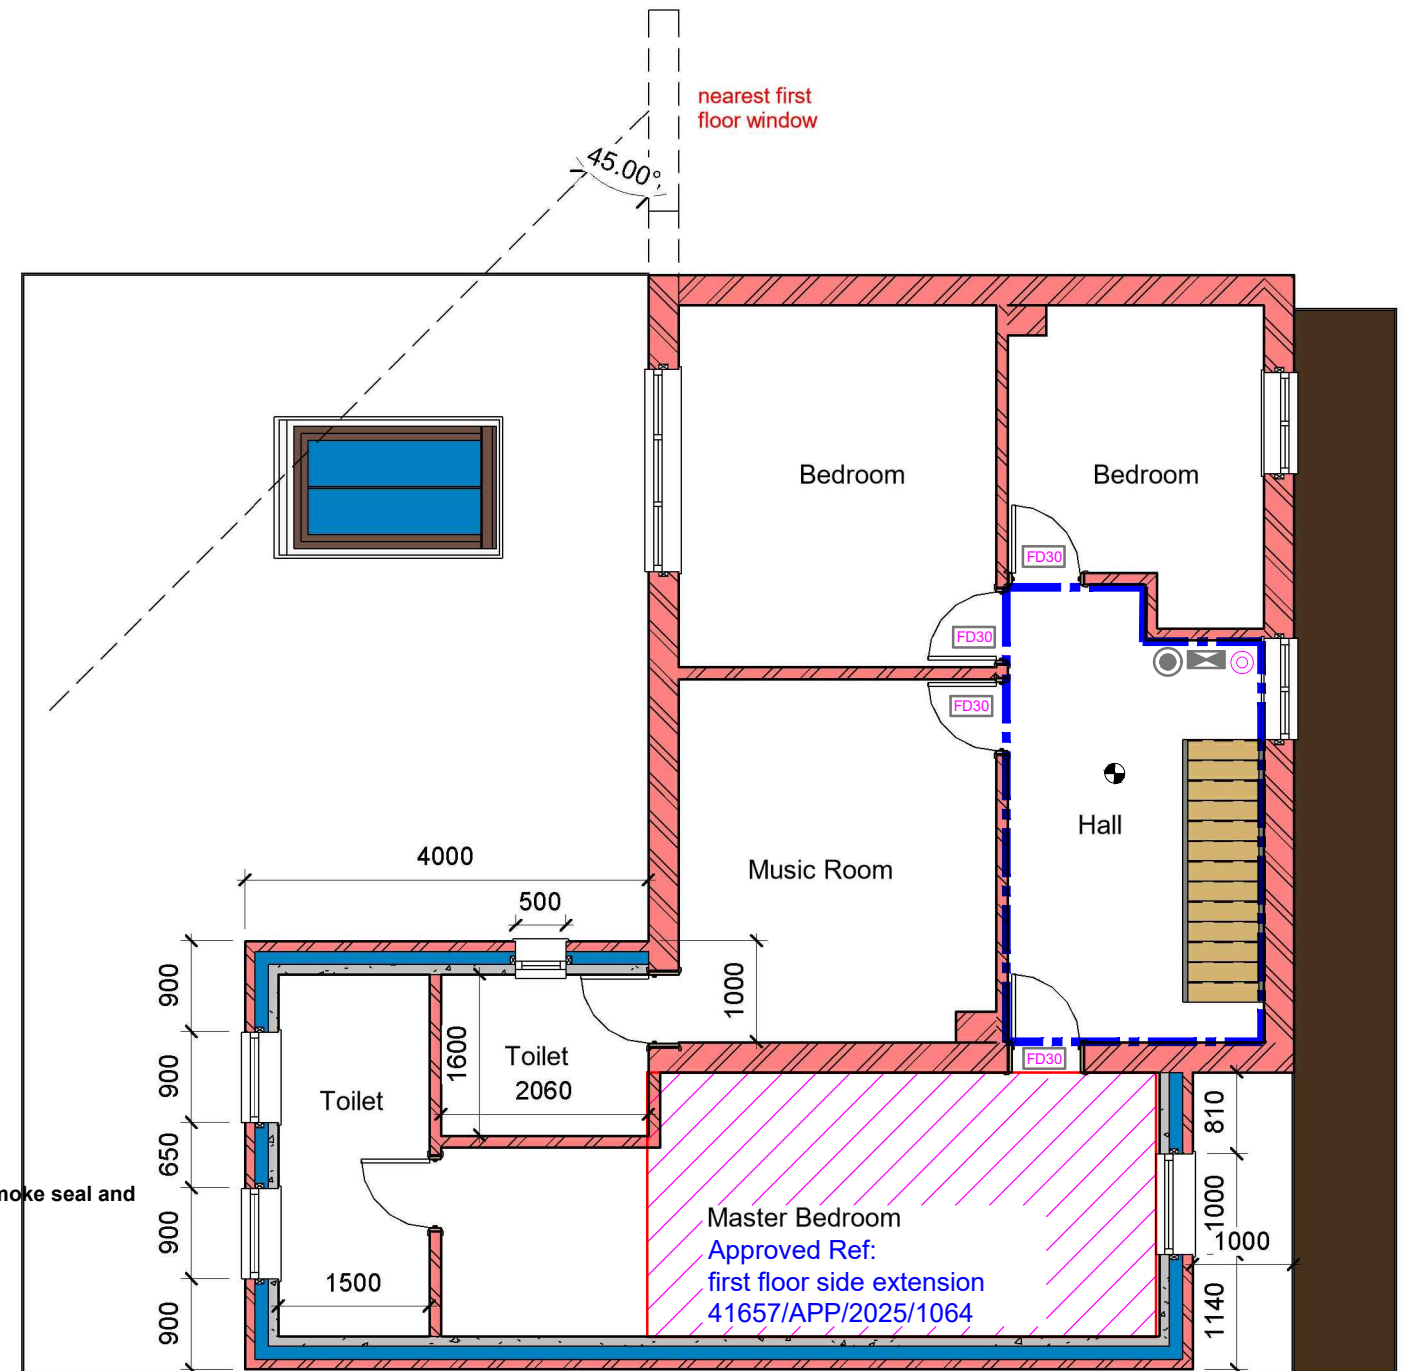 nearest first
floor window
45.00°
Bedroom
Bedroom
FD30
FD30
FD30
Hall
4000
Music Room
500
900
1000
1600
Toilet
2060
900
Toilet
FD30
810
650
moke seal and
1000
Master Bedroom
900
Approved Ref:
1000
first floor side extension
1500
41657/APP/2025/1064
900
1140